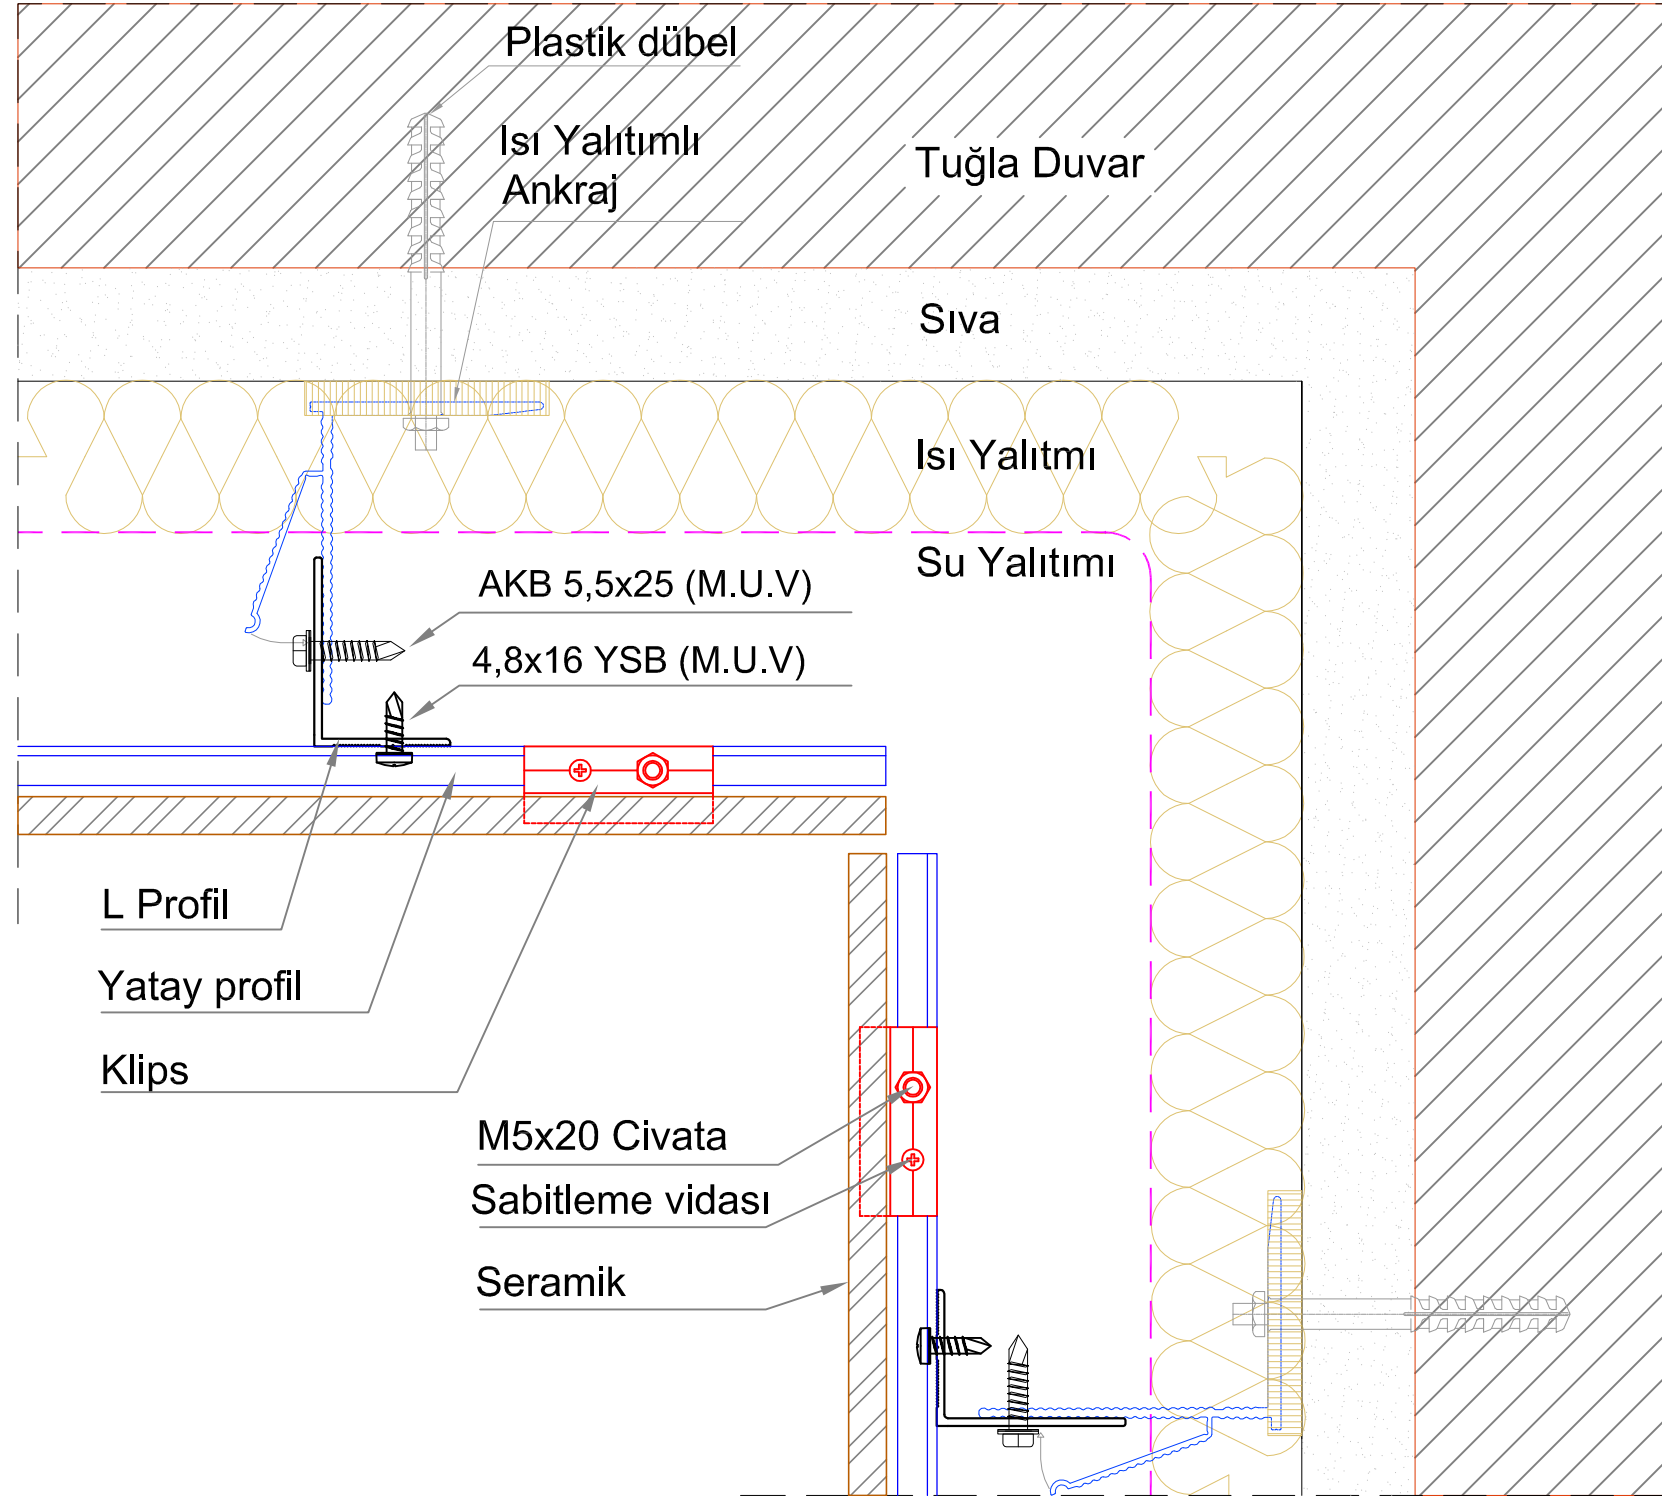 Plastik dübel
Isı Yalıtımlı
Ankraj
Tuğla Duvar
Sıva
Isı Yalıtmı
Su Yalıtımı
AKB 5,5x25 (M.U.V)
4,8x16 YSB (M.U.V)
L Profil
Yatay profil
Klips
M5x20 Civata
Sabitleme vidası
Seramik